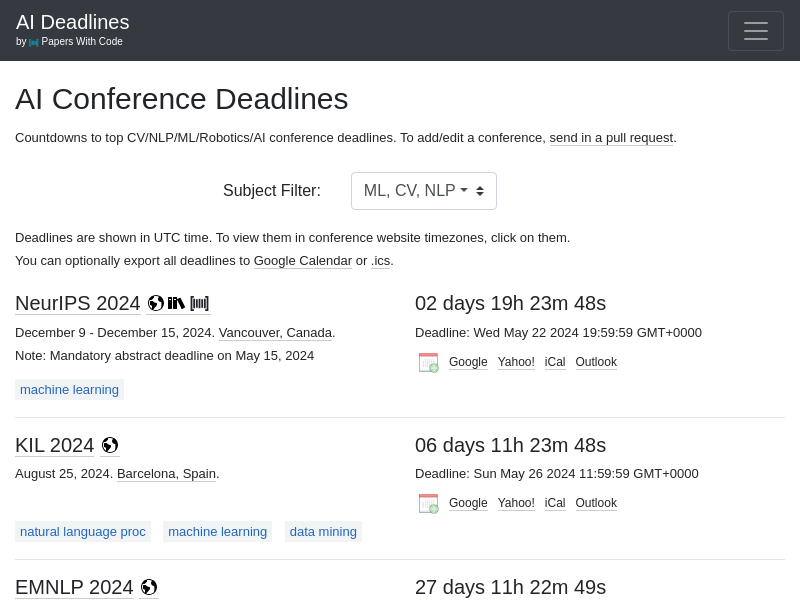 AI Deadlines
by Papers With Code
AI Conference Deadlines
Countdowns to top CV/NLP/ML/Robotics/AI conference deadlines. To add/edit a conference, send in a pull request.
Subject Filter: ML, CV, NLP
Deadlines are shown in UTC time. To view them in conference website timezones, click on them.
You can optionally export all deadlines to Google Calendar or .ics.
NeurIPS 2024
December 9 - December 15, 2024. Vancouver, Canada.
Note: Mandatory abstract deadline on May 15, 2024
machine learning
02 days 19h 23m 48s
Deadline: Wed May 22 2024 19:59:59 GMT+0000
Google Yahoo! iCal Outlook
KIL 2024
August 25, 2024. Barcelona, Spain.
natural language proc machine learning data mining
06 days 11h 23m 48s
Deadline: Sun May 26 2024 11:59:59 GMT+0000
Google Yahoo! iCal Outlook
EMNLP 2024
27 days 11h 22m 49s